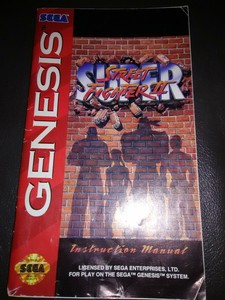 SEGA
GENESIS
SUPER
STREET
FIGHTER II
Instruction Manual
LICENSED BY SEGA ENTERPRISES, LTD.
FOR PLAY ON THE SEGA™ GENESIS™ SYSTEM.
SEGA